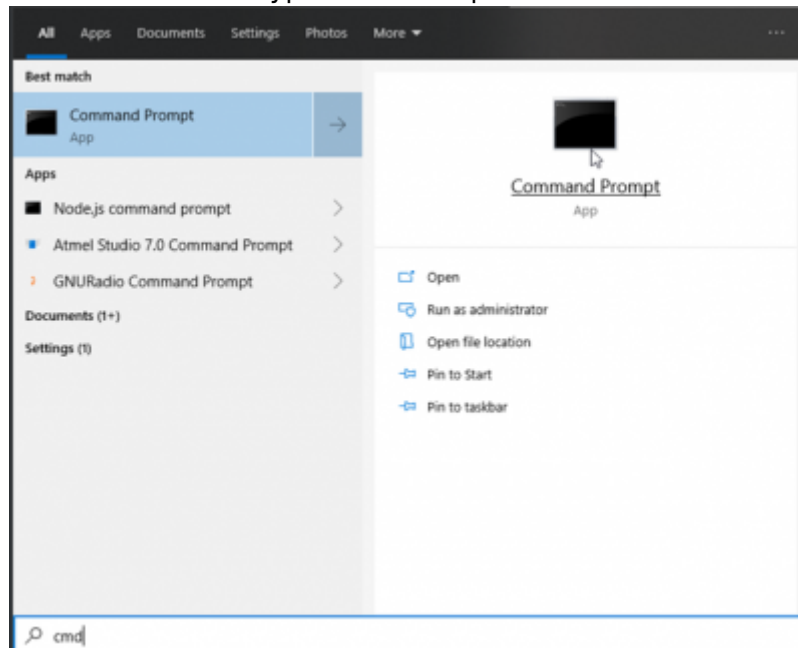 All Apps Documents Settings Photos More
Best match
Command Prompt
App
Apps
Node.js command prompt
Atmel Studio 7.0 Command Prompt
GNURadio Command Prompt
Documents (1+)
Settings (1)
Command Prompt
App
Open
Run as administrator
Open file location
Pin to Start
Pin to taskbar
cmd